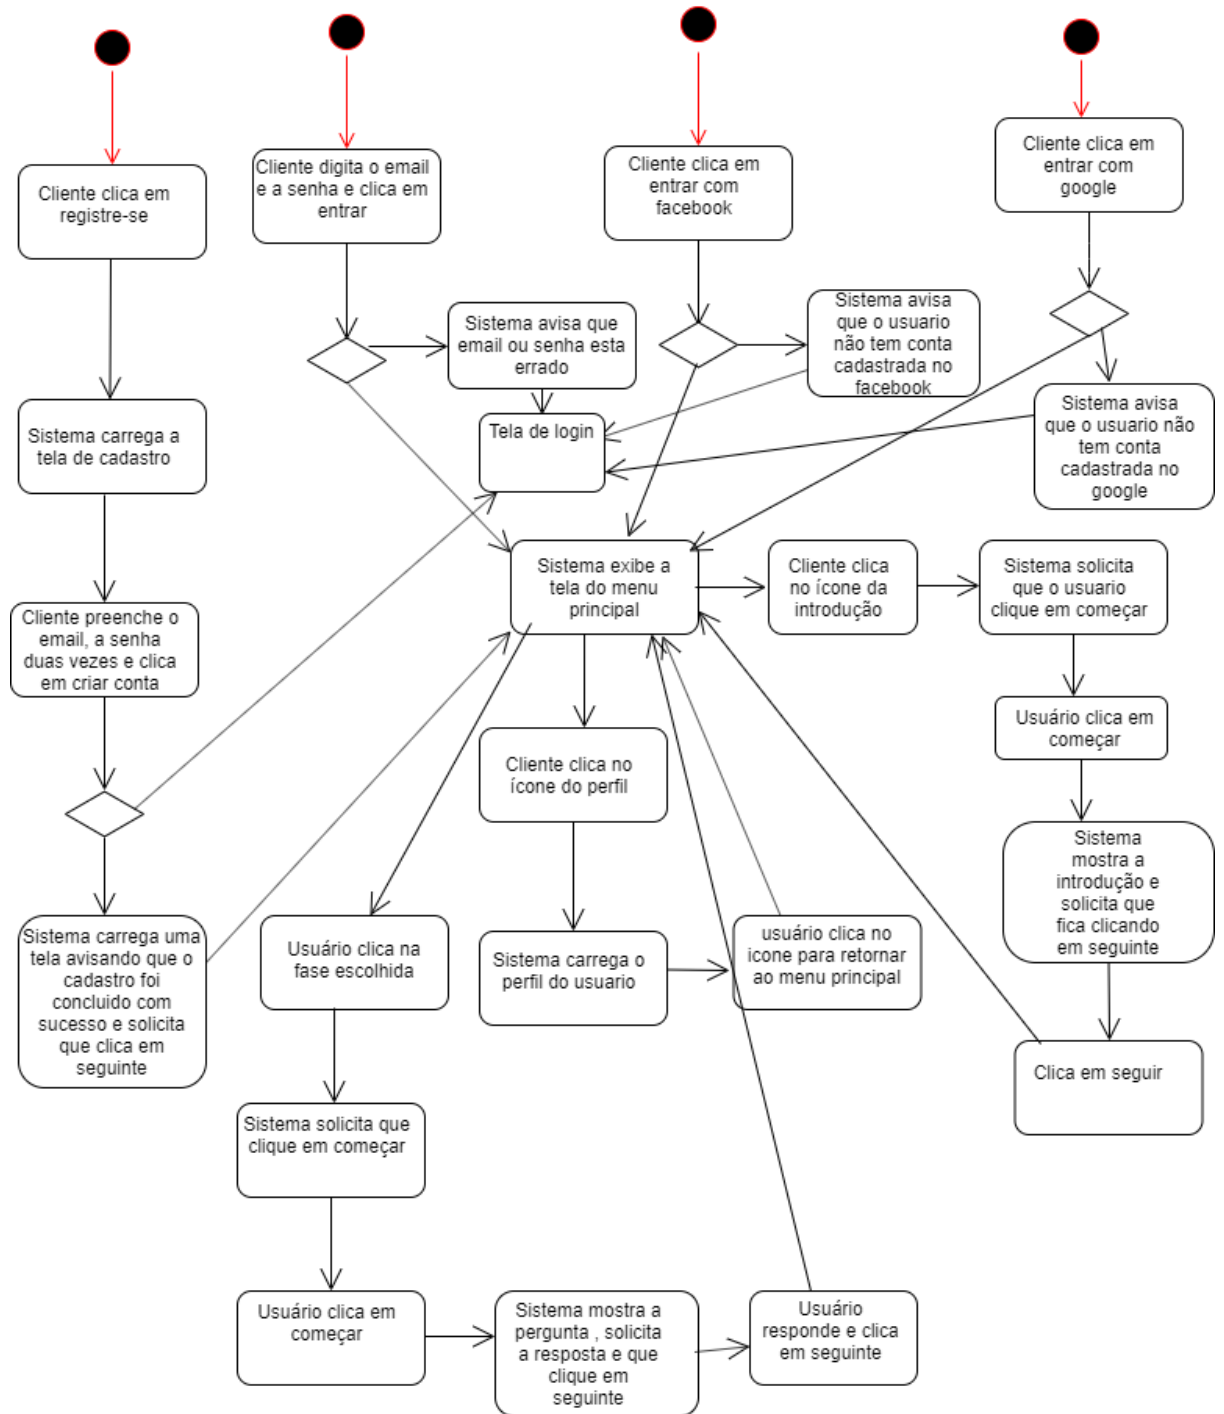 Cliente clica em
registre-se
Cliente digita o email
e a senha e clica em
entrar
Cliente clica em
entrar com
facebook
Cliente clica em
entrar com
google
Sistema avisa que
email ou senha esta
errado
Sistema avisa
que o usuario
não tem conta
cadastrada no
facebook
Sistema avisa
que o usuario não
tem conta
cadastrada no
google
Tela de login
Sistema carrega a
tela de cadastro
Sistema exibe a
tela do menu
principal
Cliente clica
no ícone da
introdução
Sistema solicita
que o usuario
clique em começar
Cliente preenche o
email, a senha
duas vezes e clica
em criar conta
Usuário clica em
começar
Cliente clica no
ícone do perfil
Sistema
mostra a
introdução e
solicita que
fica clicando
em seguinte
Sistema carrega uma
tela avisando que o
cadastro foi
concluido com
sucesso e solicita
que clica em
seguinte
Usuário clica na
fase escolhida
Sistema carrega o
perfil do usuario
usuário clica no
icone para retornar
ao menu principal
Clica em seguir
Sistema solicita que
clique em começar
Usuário clica em
começar
Sistema mostra a
pergunta , solicita
a resposta e que
clique em
seguinte
Usuário
responde e clica
em seguinte